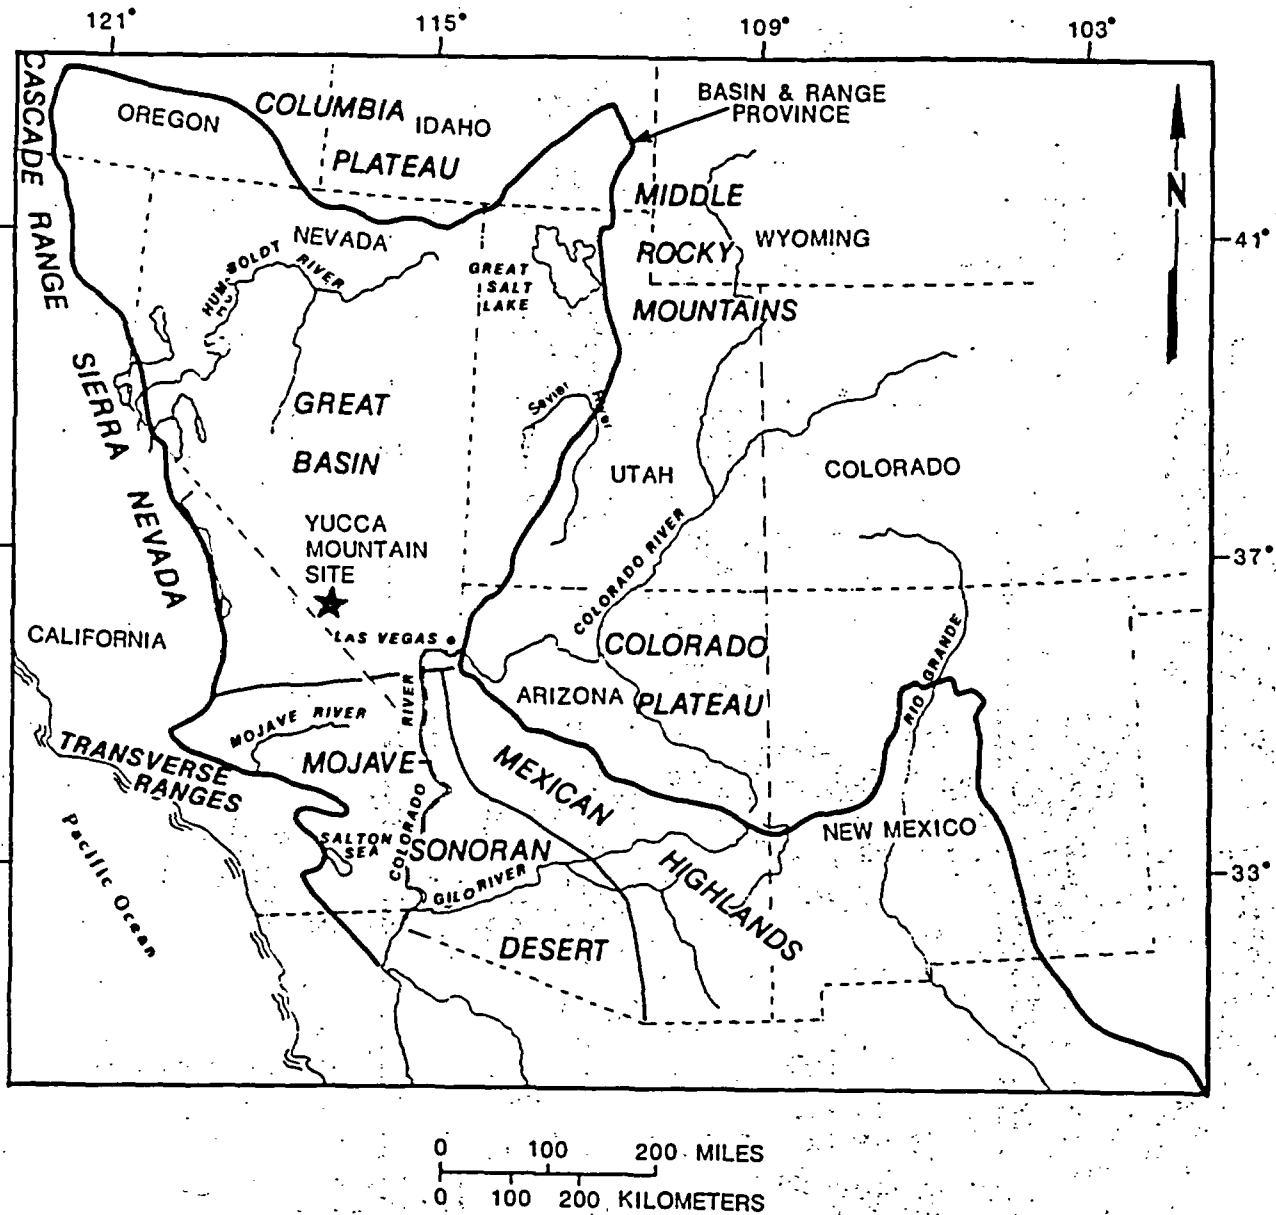 121° 115° 109° 103°
CASCADE RANGE
OREGON
COLUMBIA
IDAHO
PLATEAU
BASIN & RANGE
PROVINCE
N
MIDDLE
ROCKY
MOUNTAINS
WYOMING
41°
NEVADA
HUMBOLDT RIVER
GREAT
SALT
LAKE
SIERRA
NEVADA
GREAT
BASIN
Sevier River
UTAH
COLORADO
YUCCA
MOUNTAIN
SITE
COLORADO RIVER
37°
CALIFORNIA
LAS VEGAS
COLORADO
PLATEAU
ARIZONA
RIO GRANDE
MOJAVE RIVER
COLORADO RIVER
TRANSVERSE
RANGES
MOJAVE
MEXICAN
HIGHLANDS
NEW MEXICO
Pacific Ocean
SALTON
SEA
SONORAN
DESERT
GILO RIVER
33°
0 100 200 MILES
0 100 200 KILOMETERS